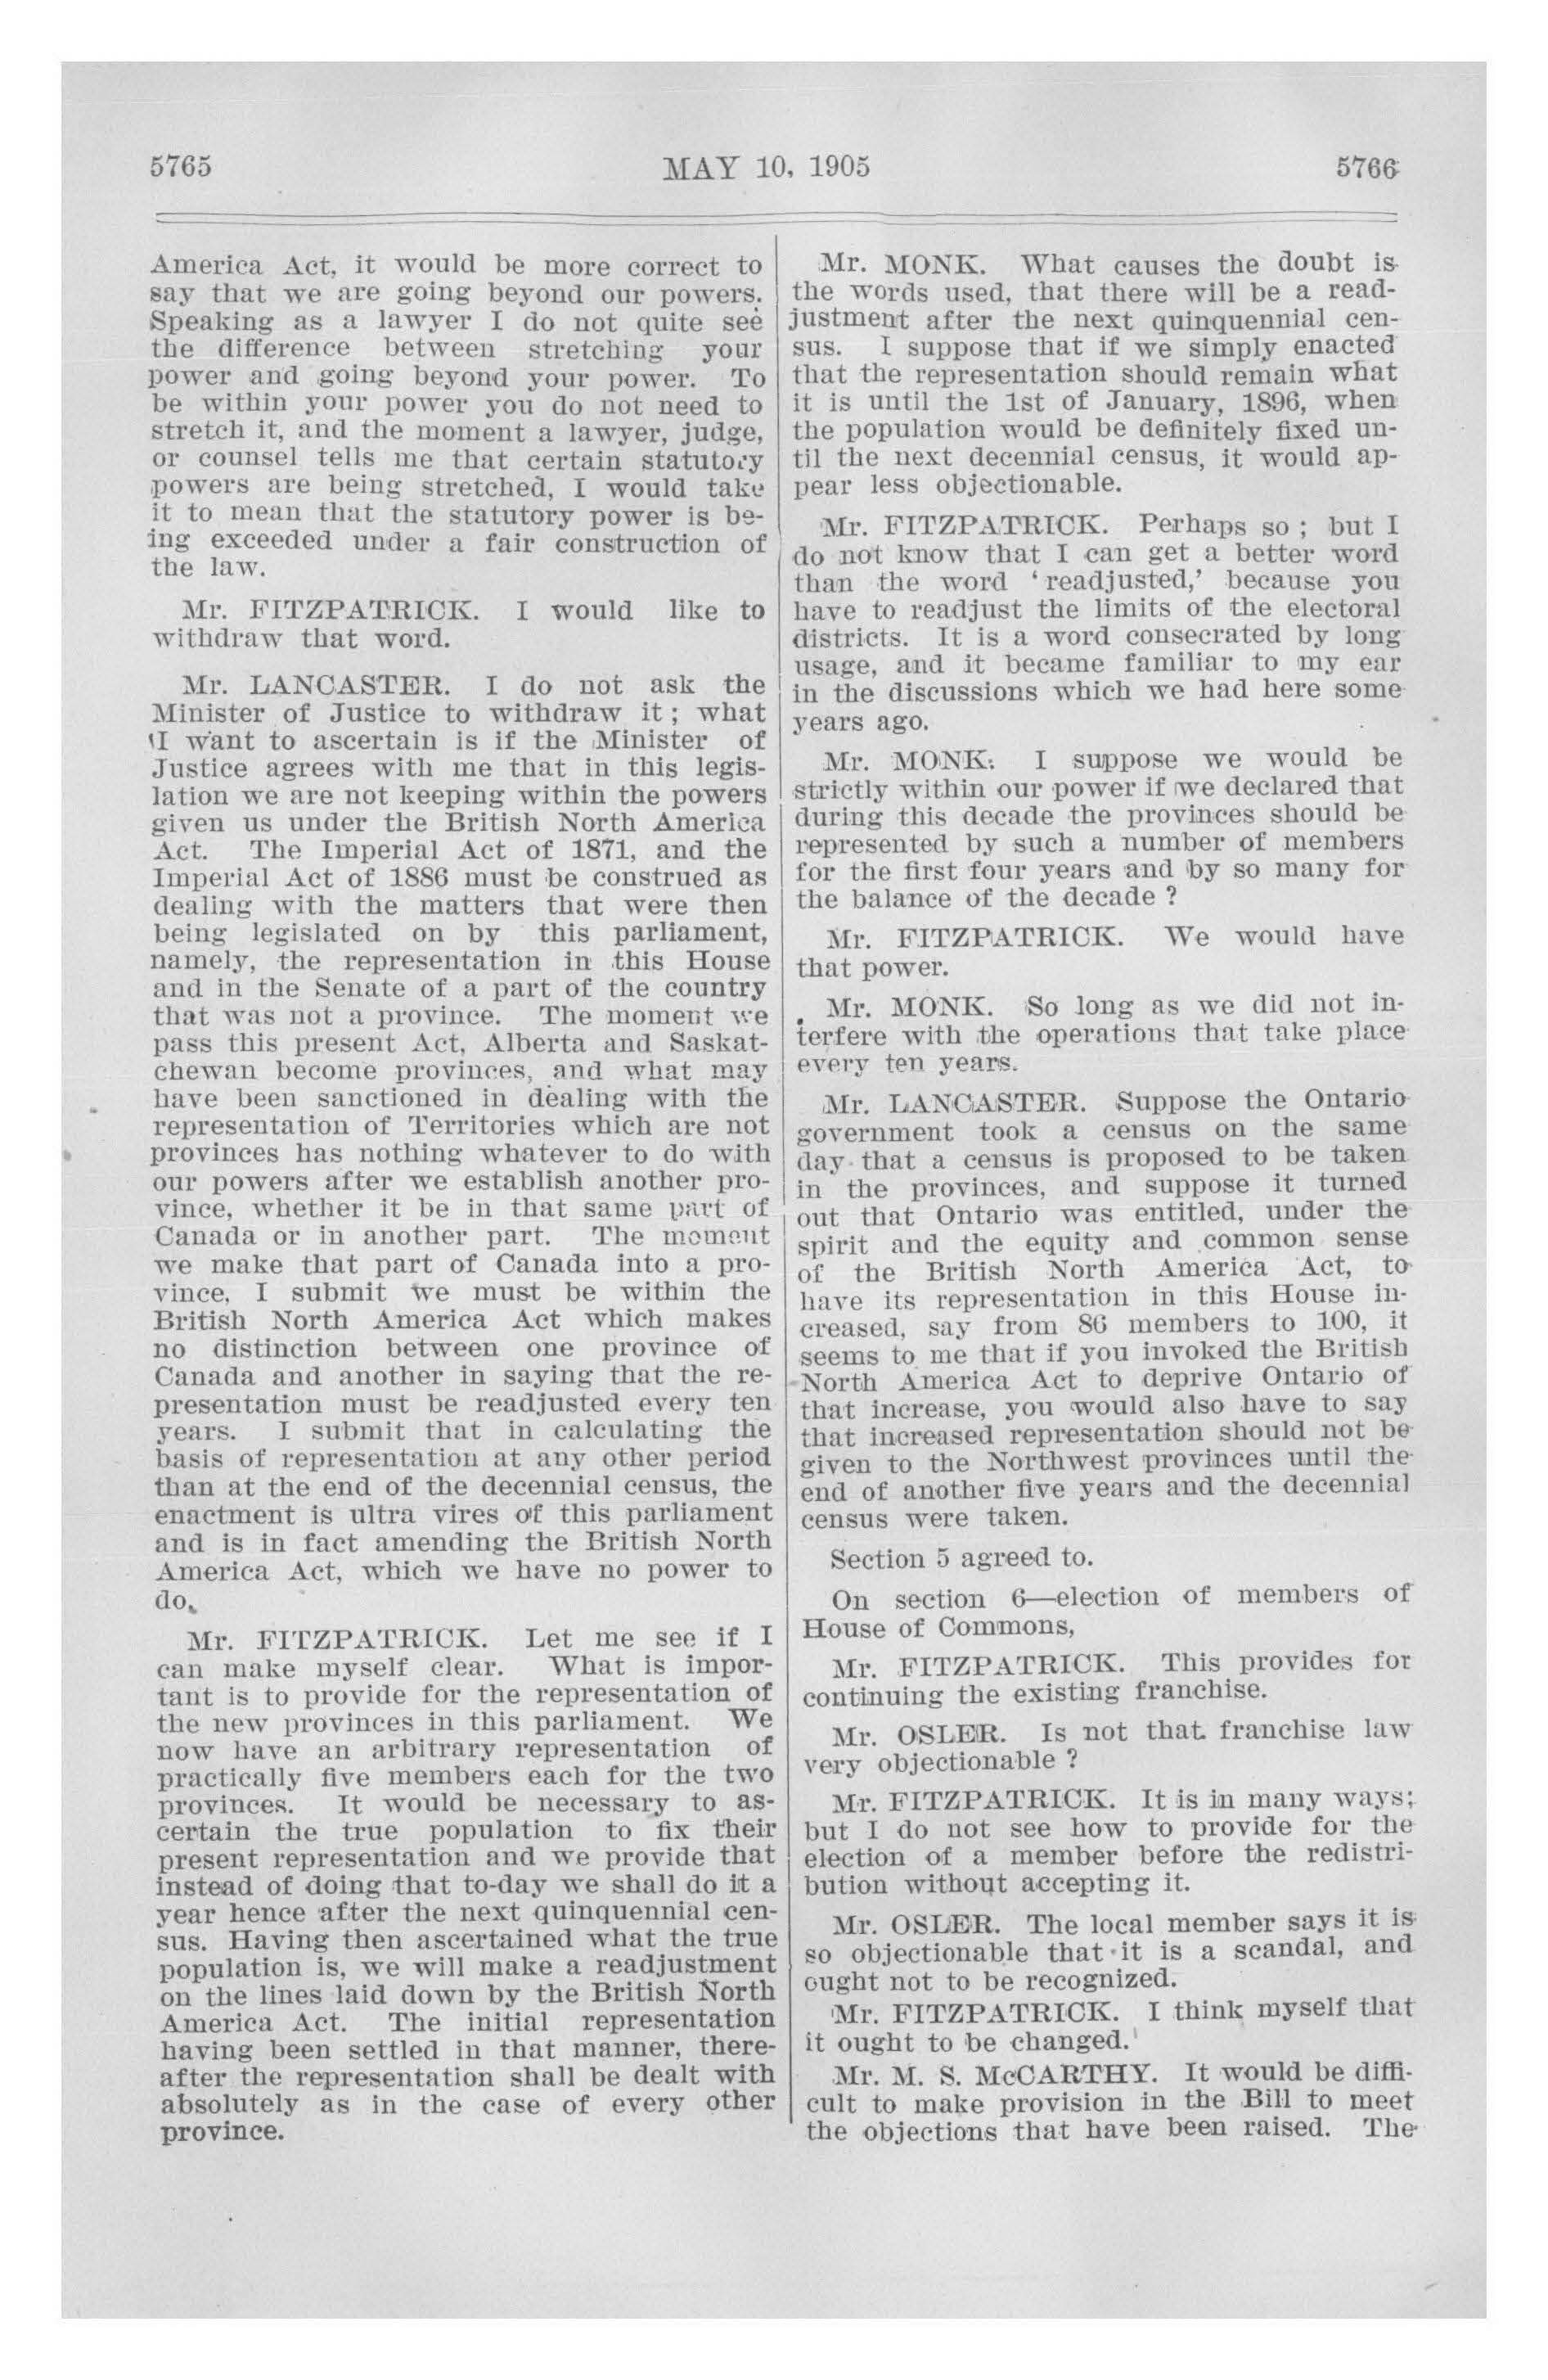 5765 MAY 10, 1905 5766
America Act, it would be more correct to
say that we are going beyond our powers.
Speaking as a lawyer I do not quite see
the difference between stretching your
power and going beyond your power. To
be within your power you do not need to
stretch it, and the moment a lawyer, judge,
or counsel tells me that certain statutory
powers are being stretched, I would take
it to mean that the statutory power is be-
ing exceeded under a fair construction of
the law.
Mr. FITZPATRICK. I would like to
withdraw that word.
Mr. LANCASTER. I do not ask the
Minister of Justice to withdraw it ; what
I want to ascertain is if the Minister of
Justice agrees with me that in this legis-
lation we are not keeping within the powers
given us under the British North America
Act. The Imperial Act of 1871, and the
Imperial Act of 1886 must be construed as
dealing with the matters that were then
being legislated on by this parliament,
namely, the representation in this House
and in the Senate of a part of the country
that was not a province. The moment we
pass this present Act, Alberta and Saskat-
chewan become provinces, and what may
have been sanctioned in dealing with the
representation of Territories which are not
provinces has nothing whatever to do with
our powers after we establish another pro-
vince, whether it be in that same part of
Canada or in another part. The moment
we make that part of Canada into a pro-
vince, I submit we must be within the
British North America Act which makes
no distinction between one province of
Canada and another in saying that the re-
presentation must be readjusted every ten
years. I submit that in calculating the
basis of representation at any other period
than at the end of the decennial census, the
enactment is ultra vires of this parliament
and is in fact amending the British North
America Act, which we have no power to
do.
Mr. FITZPATRICK. Let me see if I
can make myself clear. What is impor-
tant is to provide for the representation of
the new provinces in this parliament. We
now have an arbitrary representation of
practically five members each for the two
provinces. It would be necessary to as-
certain the true population to fix their
present representation and we provide that
instead of doing that to-day we shall do it a
year hence after the next quinquennial cen-
sus. Having then ascertained what the true
population is, we will make a readjustment
on the lines laid down by the British North
America Act. The initial representation
having been settled in that manner, there-
after the representation shall be dealt with
absolutely as in the case of every other
province.
Mr. MONK. What causes the doubt is
the words used, that there will be a read-
justment after the next quinquennial cen-
sus. I suppose that if we simply enacted
that the representation should remain what
it is until the 1st of January, 1896, when
the population would be definitely fixed un-
til the next decennial census, it would ap-
pear less objectionable.
Mr. FITZPATRICK. Perhaps so ; but I
do not know that I can get a better word
than the word ‘ readjusted,’ because you
have to readjust the limits of the electoral
districts. It is a word consecrated by long
usage, and it became familiar to my ear
in the discussions which we had here some
years ago.
Mr. MONK. I suppose we would be
strictly within our power if we declared that
during this decade the provinces should be
represented by such a number of members
for the first four years and by so many for
the balance of the decade ?
Mr. FITZPATRICK. We would have
that power.
Mr. MONK. So long as we did not in-
terfere with the operations that take place
every ten years.
Mr. LANCASTER. Suppose the Ontario
government took a census on the same
day that a census is proposed to be taken
in the provinces, and suppose it turned
out that Ontario was entitled, under the
spirit and the equity and common sense
of the British North America Act, to
have its representation in this House in-
creased, say from 86 members to 100, it
seems to me that if you invoked the British
North America Act to deprive Ontario of
that increase, you would also have to say
that increased representation should not be
given to the Northwest provinces until the
end of another five years and the decennial
census were taken.
Section 5 agreed to.
On section 6—election of members of
House of Commons,
Mr. FITZPATRICK. This provides for
continuing the existing franchise.
Mr. OSLER. Is not that franchise law
very objectionable ?
Mr. FITZPATRICK. It is in many ways;
but I do not see how to provide for the
election of a member before the redistri-
bution without accepting it.
Mr. OSLER. The local member says it is
so objectionable that it is a scandal, and
ought not to be recognized.
Mr. FITZPATRICK. I think myself that
it ought to be changed.
Mr. M. S. McCARTHY. It would be diffi-
cult to make provision in the Bill to meet
the objections that have been raised. The